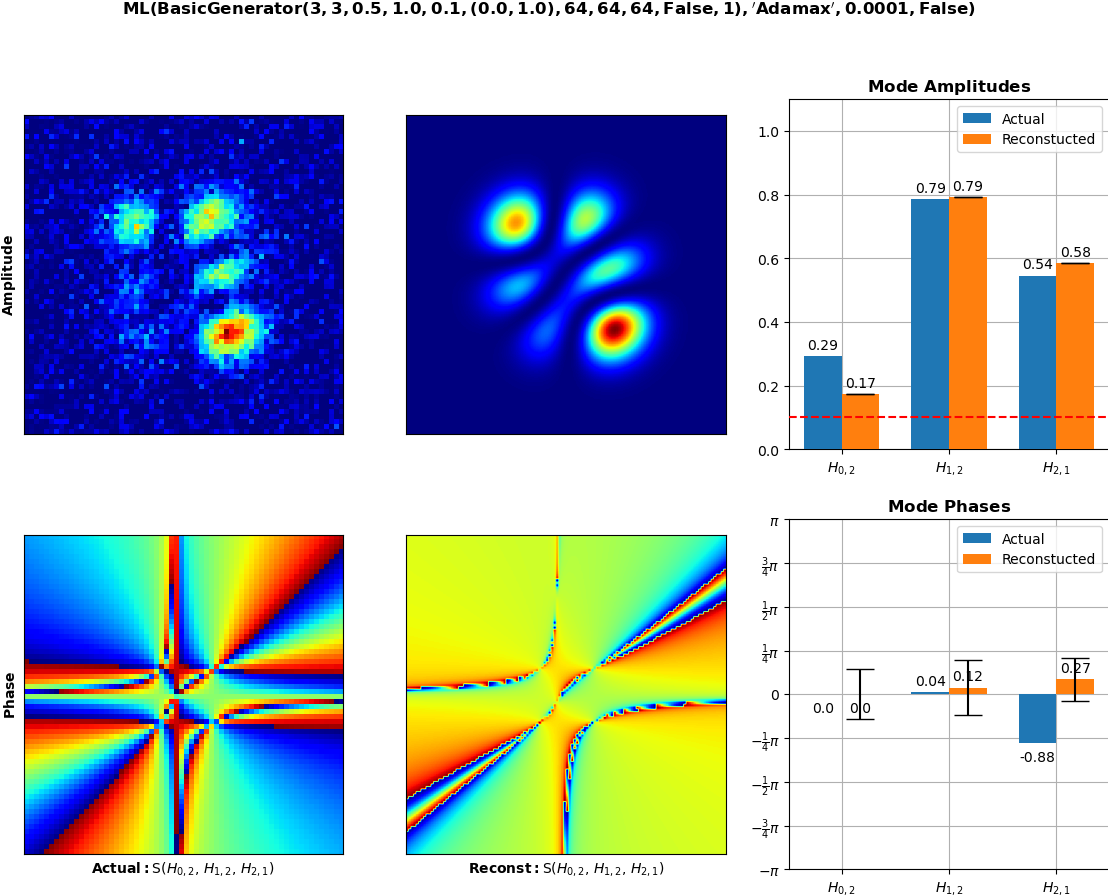 ML(BasicGenerator(3, 3, 0.5, 1.0, 0.1, (0.0, 1.0), 64, 64, 64, False, 1), 'Adamax', 0.0001, False)
Amplitude
Mode Amplitudes
Actual
Reconstucted
1.0
0.8
0.6
0.4
0.2
0.0
0.29
0.17
0.79
0.79
0.54
0.58
H0, 2
H1, 2
H2, 1
Phase
Actual: S(H0, 2, H1, 2, H2, 1)
Reconst: S(H0, 2, H1, 2, H2, 1)
Mode Phases
Actual
Reconstucted
π
3/4π
1/2π
1/4π
0
−1/4π
−1/2π
−3/4π
−π
0.0
0.0
0.04
0.12
-0.88
0.27
H0, 2
H1, 2
H2, 1